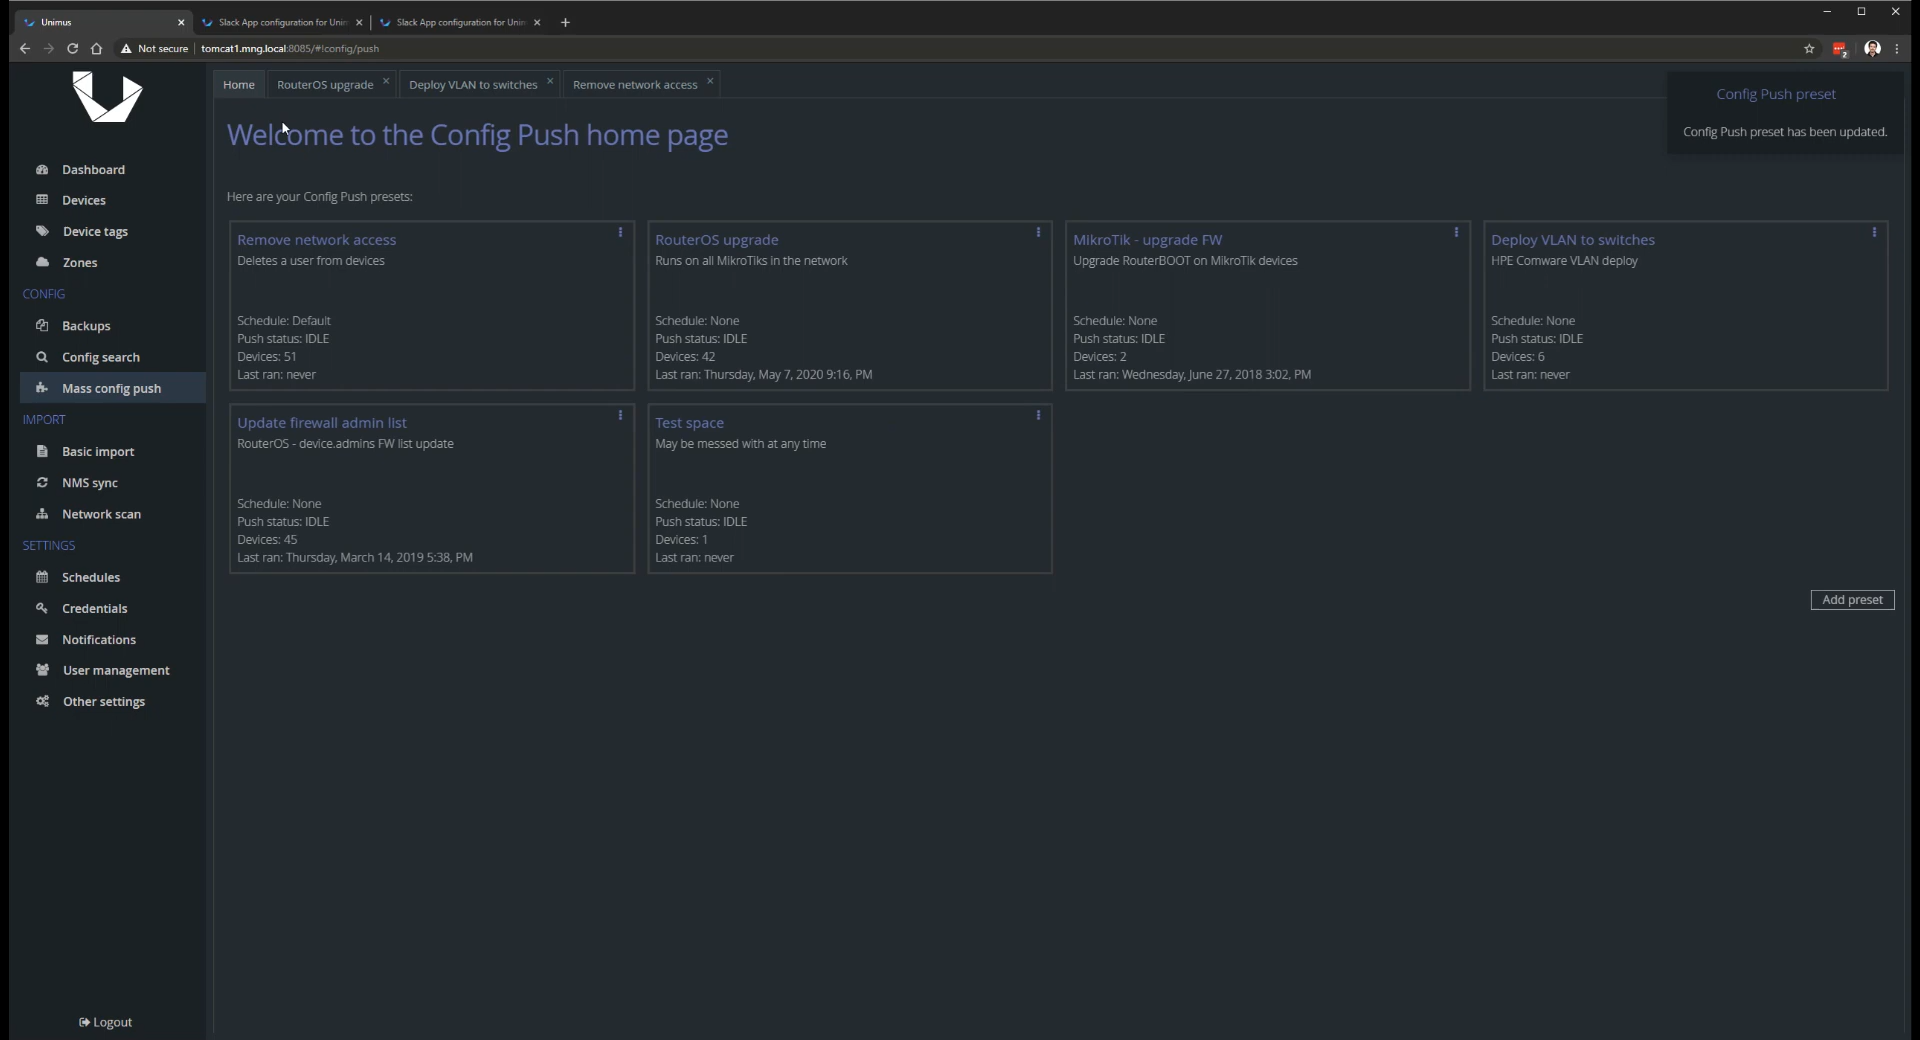 Unimus
Slack App configuration for Unim
Slack App configuration for Unim
Not secure
tomcat1.mng.local:8085/#!config/push
2
Home
RouterOS upgrade
Deploy VLAN to switches
Remove network access
Config Push preset
Config Push preset has been updated.
Welcome to the Config Push home page
Here are your Config Push presets:
Dashboard
Devices
Device tags
Zones
CONFIG
Backups
Config search
Mass config push
IMPORT
Basic import
NMS sync
Network scan
SETTINGS
Schedules
Credentials
Notifications
User management
Other settings
Logout
Remove network access
Deletes a user from devices
Schedule: Default
Push status: IDLE
Devices: 51
Last ran: never
RouterOS upgrade
Runs on all MikroTiks in the network
Schedule: None
Push status: IDLE
Devices: 42
Last ran: Thursday, May 7, 2020 9:16, PM
MikroTik - upgrade FW
Upgrade RouterBOOT on MikroTik devices
Schedule: None
Push status: IDLE
Devices: 2
Last ran: Wednesday, June 27, 2018 3:02, PM
Deploy VLAN to switches
HPE Comware VLAN deploy
Schedule: None
Push status: IDLE
Devices: 6
Last ran: never
Update firewall admin list
RouterOS - device.admins FW list update
Schedule: None
Push status: IDLE
Devices: 45
Last ran: Thursday, March 14, 2019 5:38, PM
Test space
May be messed with at any time
Schedule: None
Push status: IDLE
Devices: 1
Last ran: never
Add preset